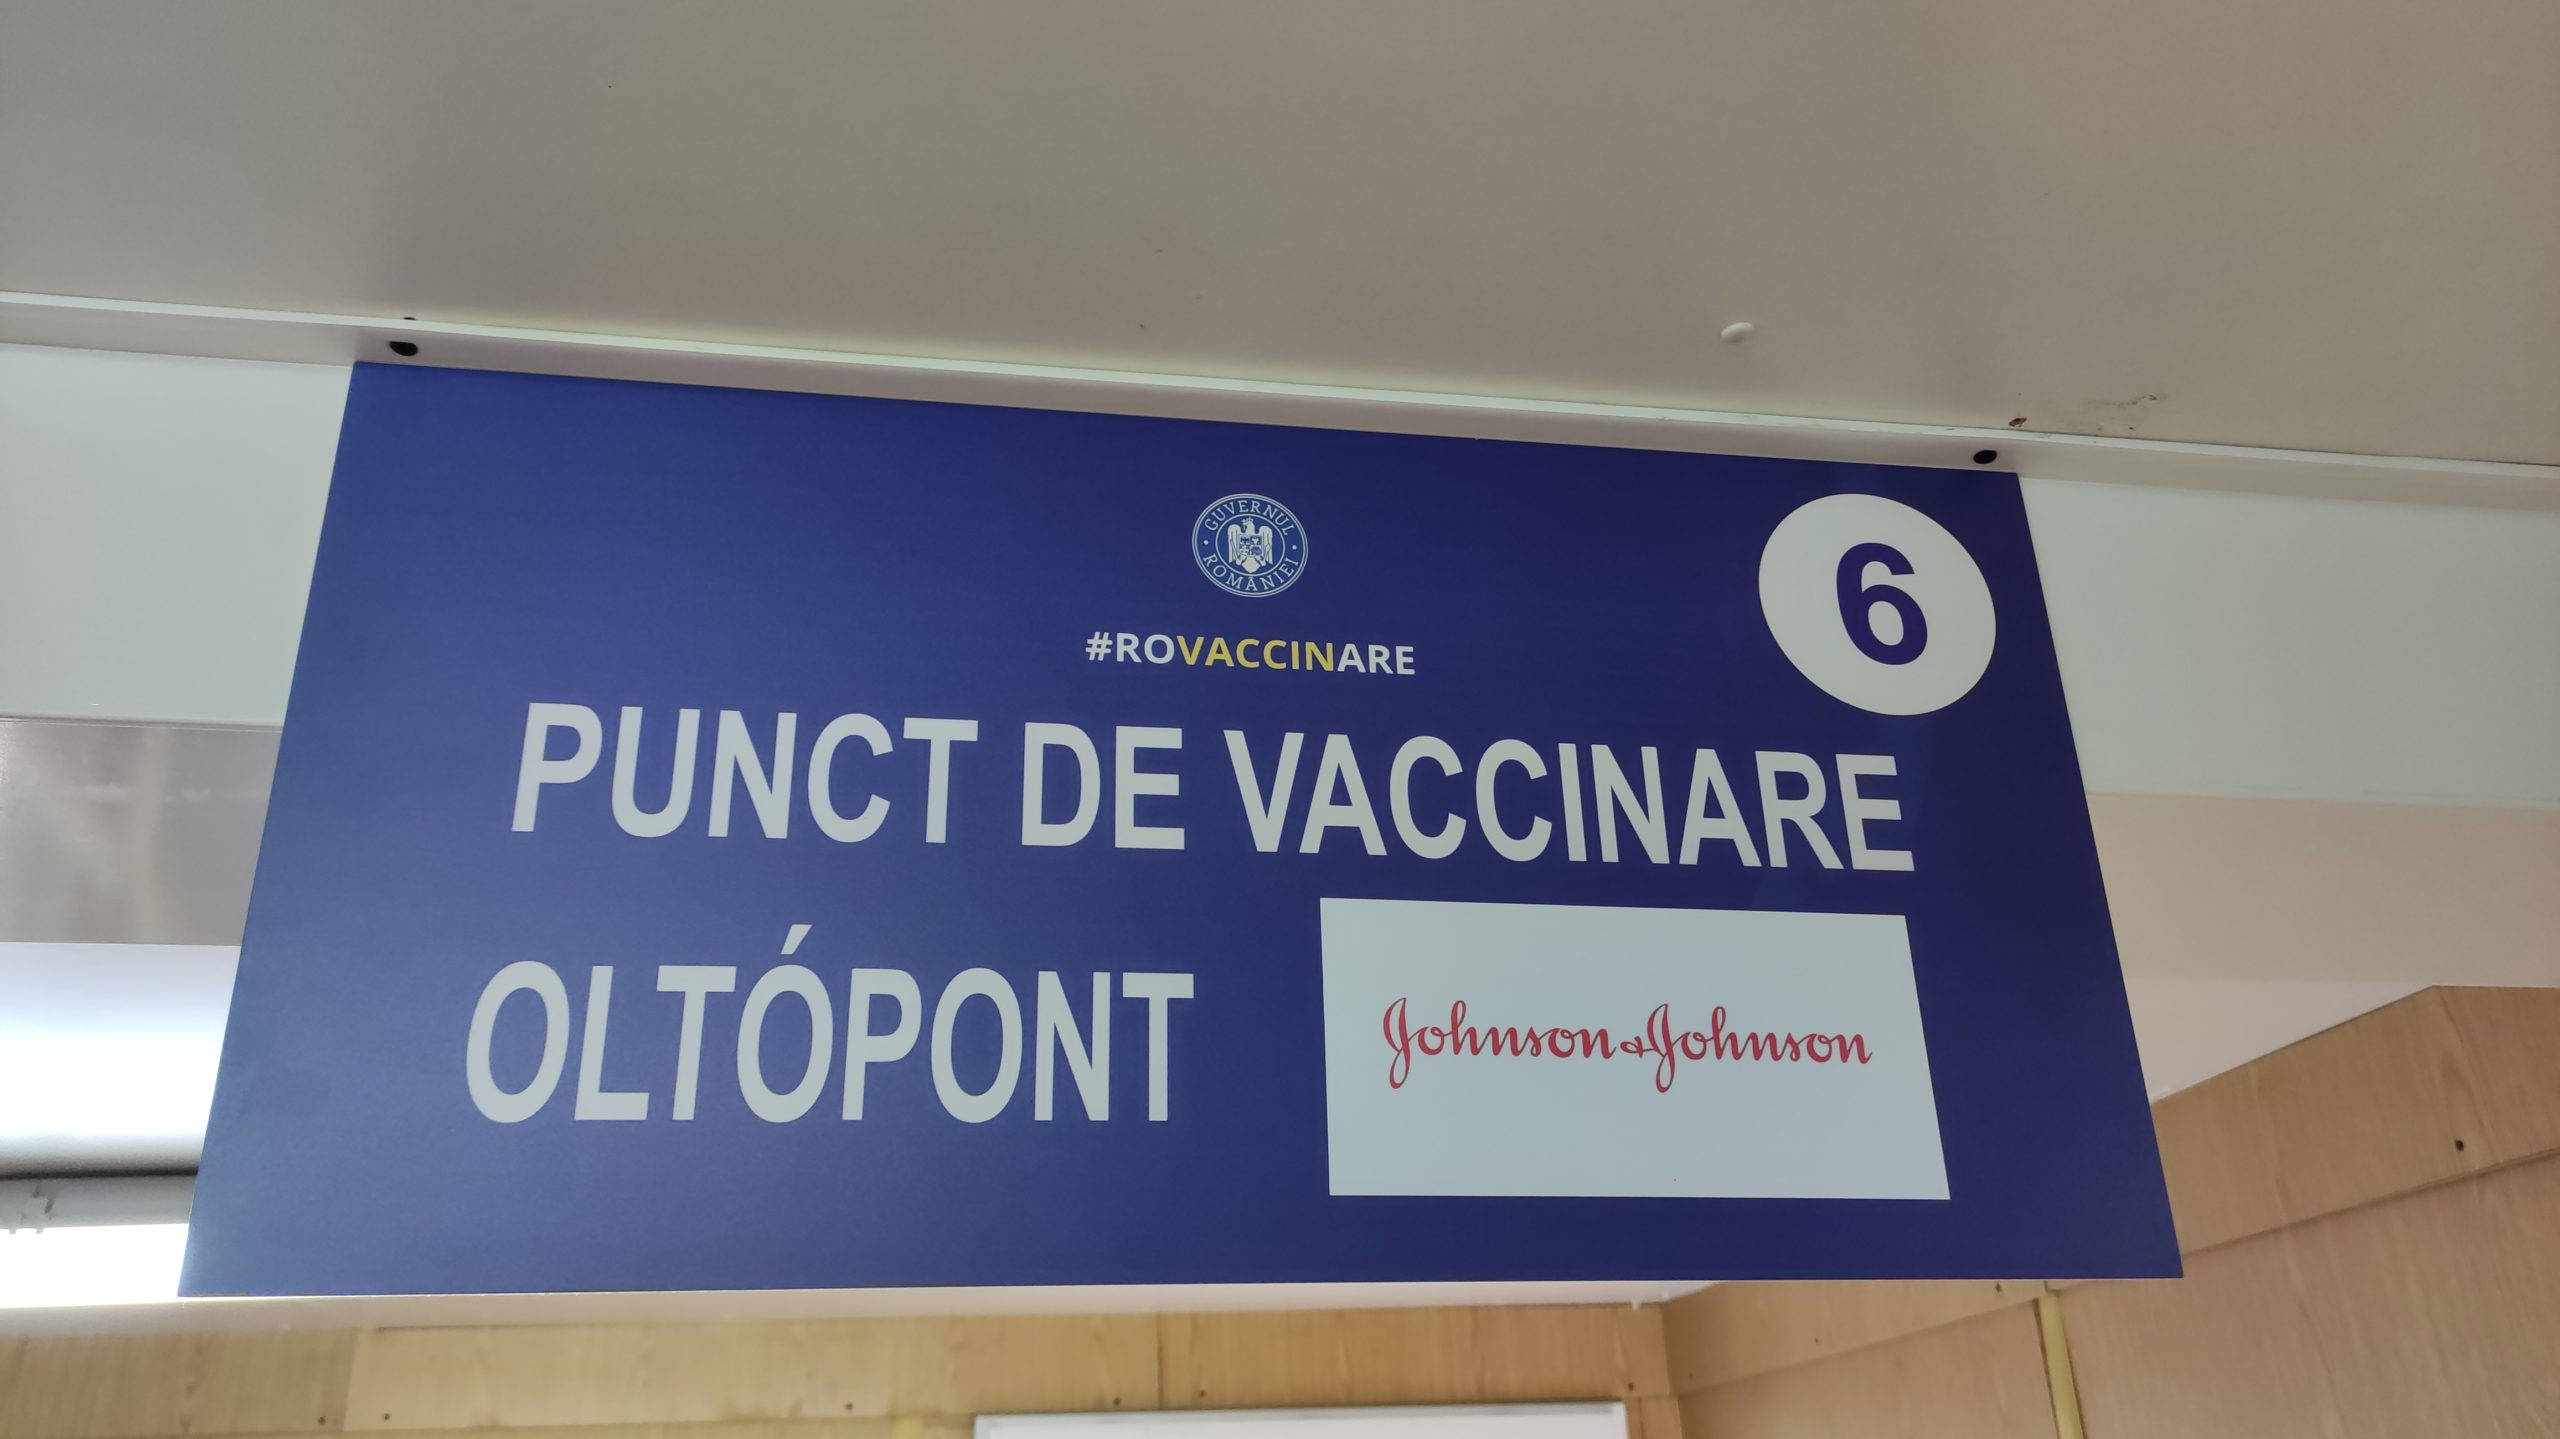 GUVERNUL ROMÂNIEI
6
#ROVACCINARE
PUNCT DE VACCINARE
OLTÓPONT
Johnson & Johnson